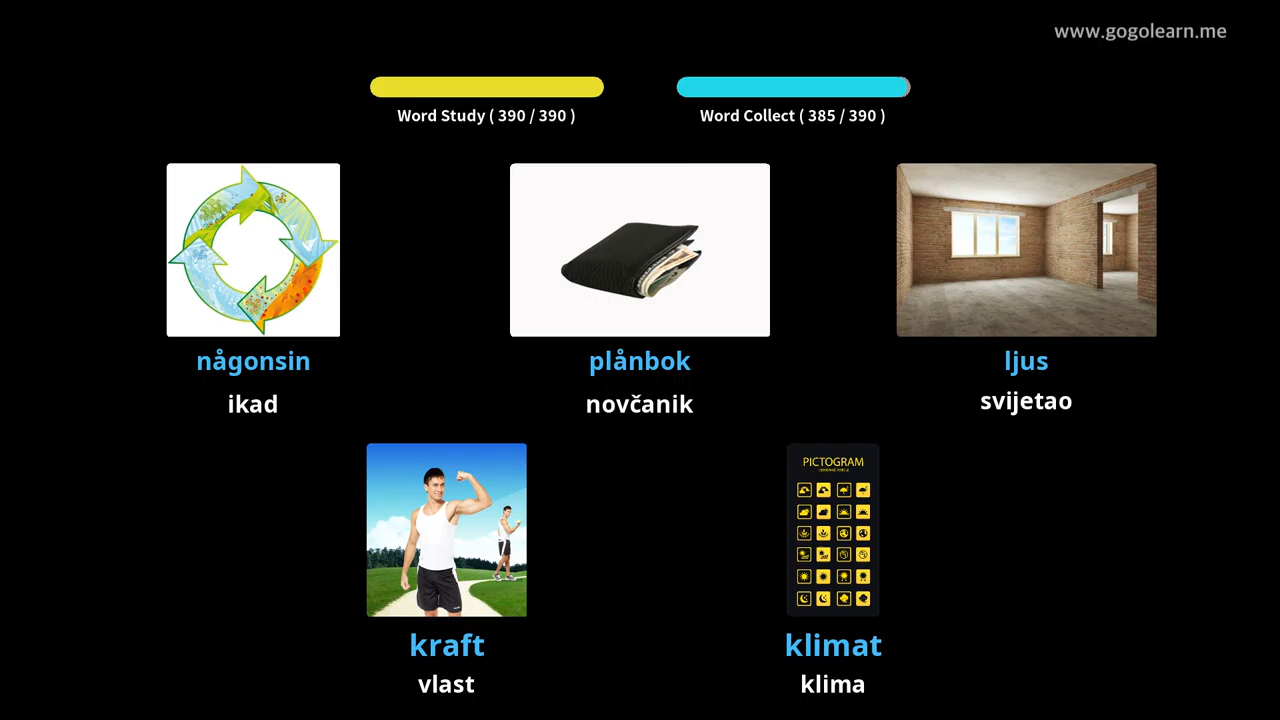 www.gogolearn.me
Word Study ( 390 / 390 )
Word Collect ( 385 / 390 )
någonsin
ikad
plånbok
novčanik
ljus
svijetao
PICTOGRAM
kraft
vlast
klimat
klima